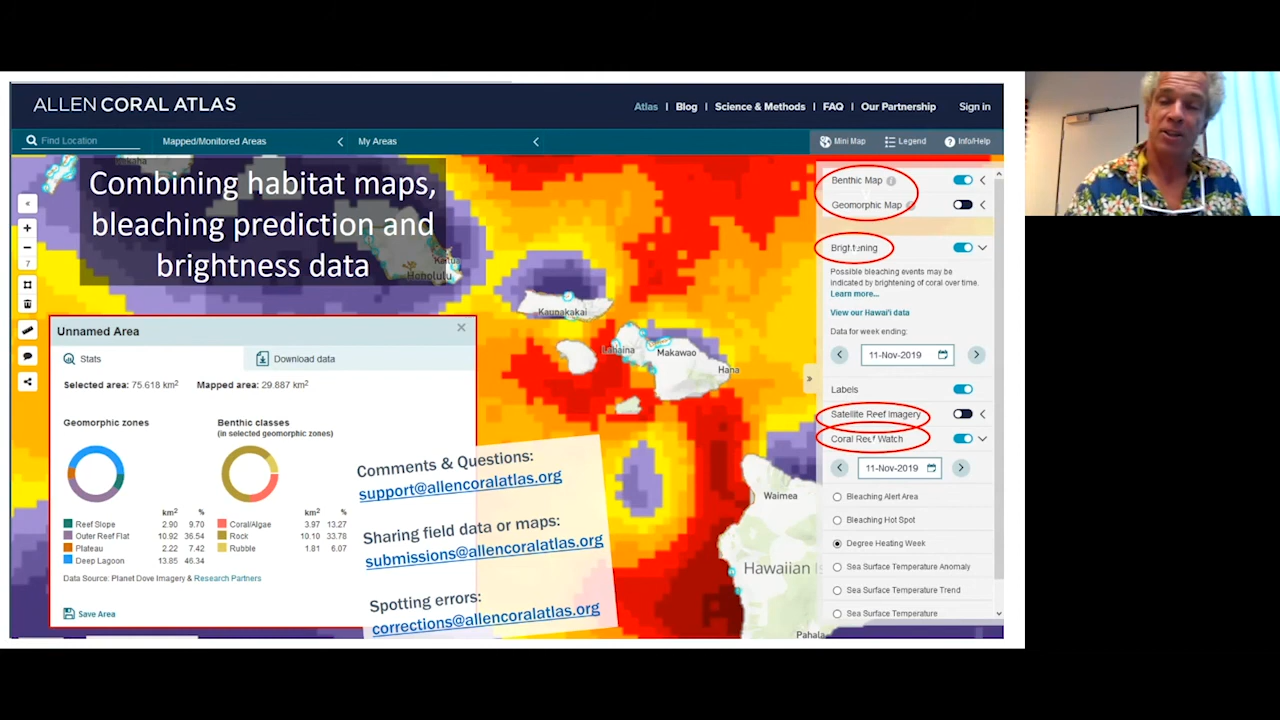 ALLEN CORAL ATLAS
Atlas | Blog | Science & Methods | FAQ | Our Partnership Sign in
Find Location
Mapped/Monitored Areas
My Areas
Mini Map
Legend
Info/Help
Combining habitat maps,
bleaching prediction and
brightness data
7
Honolulu
Kaunakakai
Lahaina
Makawao
Hana
Waimea
Hawaiian
Pahala
Unnamed Area
Stats
Download data
Selected area: 75.618 km2 Mapped area: 29.887 km2
Geomorphic zones
km2 %
Reef Slope 2.90 9.70
Outer Reef Flat 10.92 36.54
Plateau 2.22 7.42
Deep Lagoon 13.85 46.34
Benthic classes
(in selected geomorphic zones)
km2 %
Coral/Algae 3.97 13.27
Rock 10.10 33.78
Rubble 1.81 6.07
Data Source: Planet Dove Imagery & Research Partners
Save Area
Comments & Questions:
support@allencoralatlas.org
Sharing field data or maps:
submissions@allencoralatlas.org
Spotting errors:
corrections@allencoralatlas.org
Benthic Map
Geomorphic Map
Brightening
Possible bleaching events may be
indicated by brightening of coral over time.
Learn more...
View our Hawai'i data
Data for week ending:
11-Nov-2019
Labels
Satellite Reef Imagery
Coral Reef Watch
11-Nov-2019
Bleaching Alert Area
Bleaching Hot Spot
Degree Heating Week
Sea Surface Temperature Anomaly
Sea Surface Temperature Trend
Sea Surface Temperature